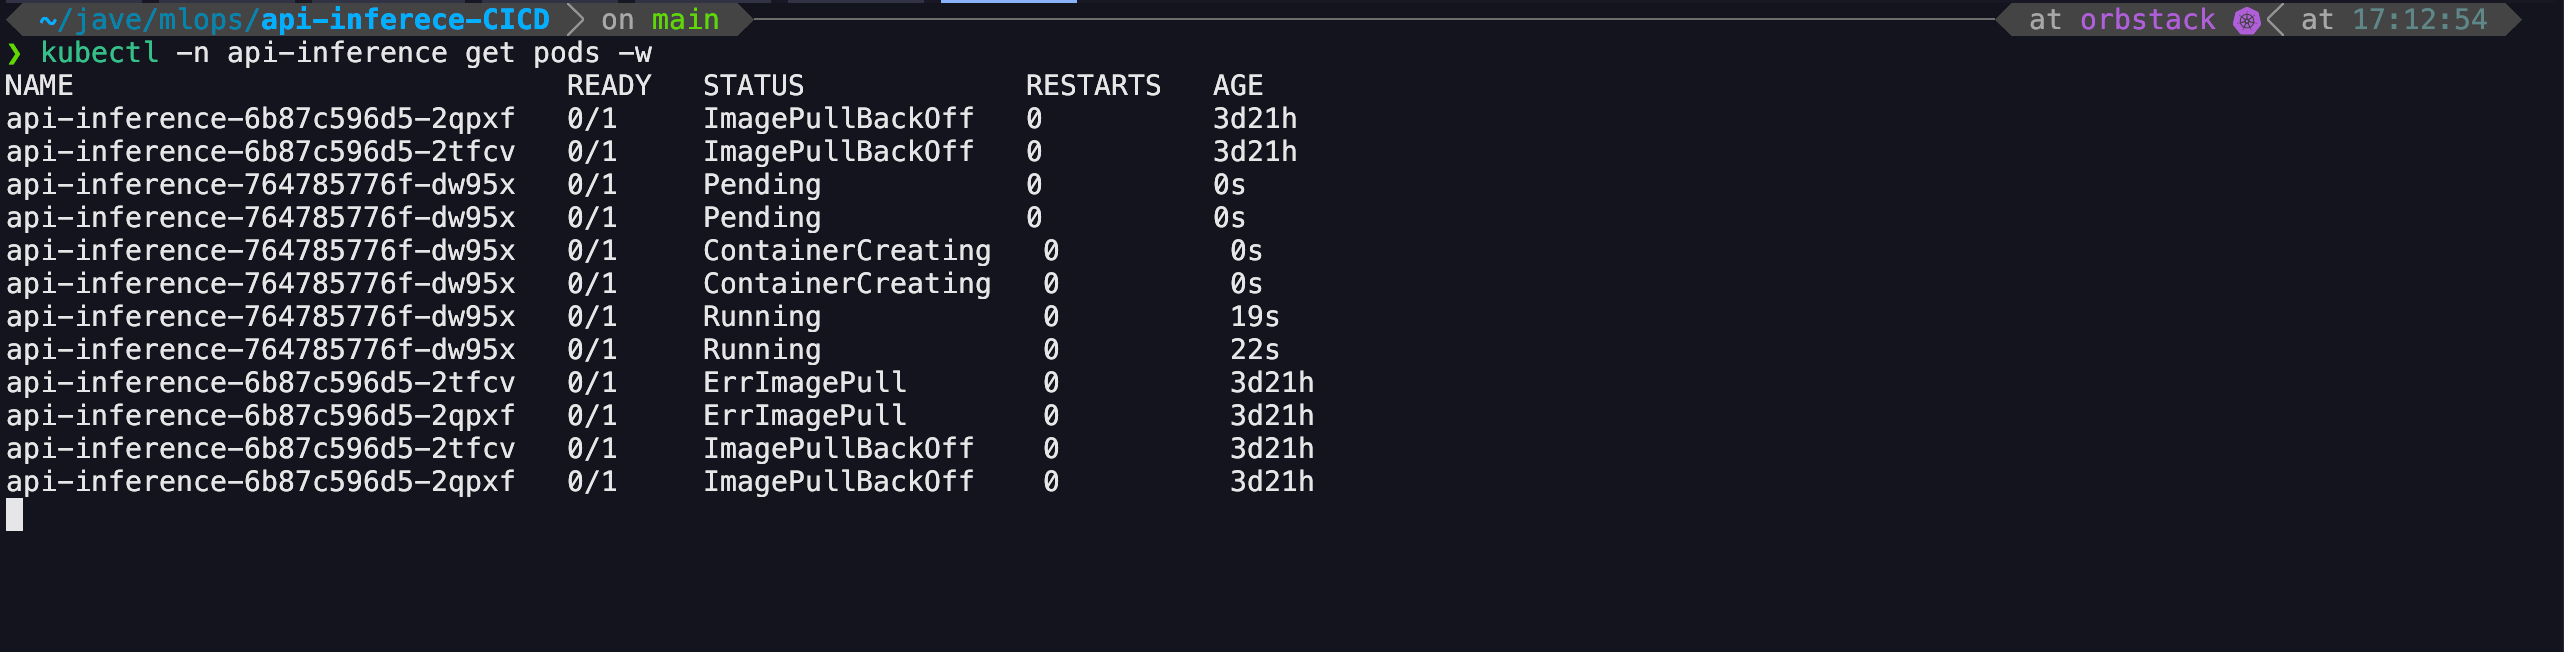 ~/jave/mlops/api-inferece-CICD on main at orbstack at 17:12:54
❯ kubectl -n api-inference get pods -w
NAME READY STATUS RESTARTS AGE
api-inference-6b87c596d5-2qpxf 0/1 ImagePullBackOff 0 3d21h
api-inference-6b87c596d5-2tfcv 0/1 ImagePullBackOff 0 3d21h
api-inference-764785776f-dw95x 0/1 Pending 0 0s
api-inference-764785776f-dw95x 0/1 Pending 0 0s
api-inference-764785776f-dw95x 0/1 ContainerCreating 0 0s
api-inference-764785776f-dw95x 0/1 ContainerCreating 0 0s
api-inference-764785776f-dw95x 0/1 Running 0 19s
api-inference-764785776f-dw95x 0/1 Running 0 22s
api-inference-6b87c596d5-2tfcv 0/1 ErrImagePull 0 3d21h
api-inference-6b87c596d5-2qpxf 0/1 ErrImagePull 0 3d21h
api-inference-6b87c596d5-2tfcv 0/1 ImagePullBackOff 0 3d21h
api-inference-6b87c596d5-2qpxf 0/1 ImagePullBackOff 0 3d21h